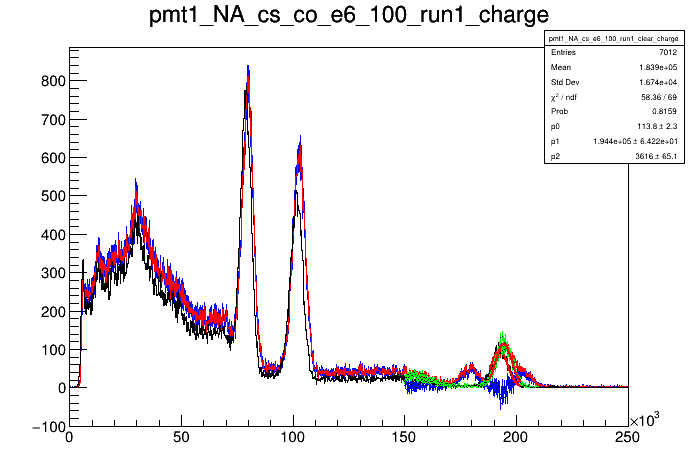 pmt1_NA_cs_co_e6_100_run1_charge
pmt1_NA_cs_co_e6_100_run1_clear_charge
Entries 7012
Mean 1.839e+05
Std Dev 1.674e+04
χ² / ndf 58.36 / 69
Prob 0.8159
p0 113.8 ± 2.3
p1 1.944e+05 ± 6.422e+01
p2 3616 ± 65.1
800
700
600
500
400
300
200
100
0
−100
0 50 100 150 200 250
×10³